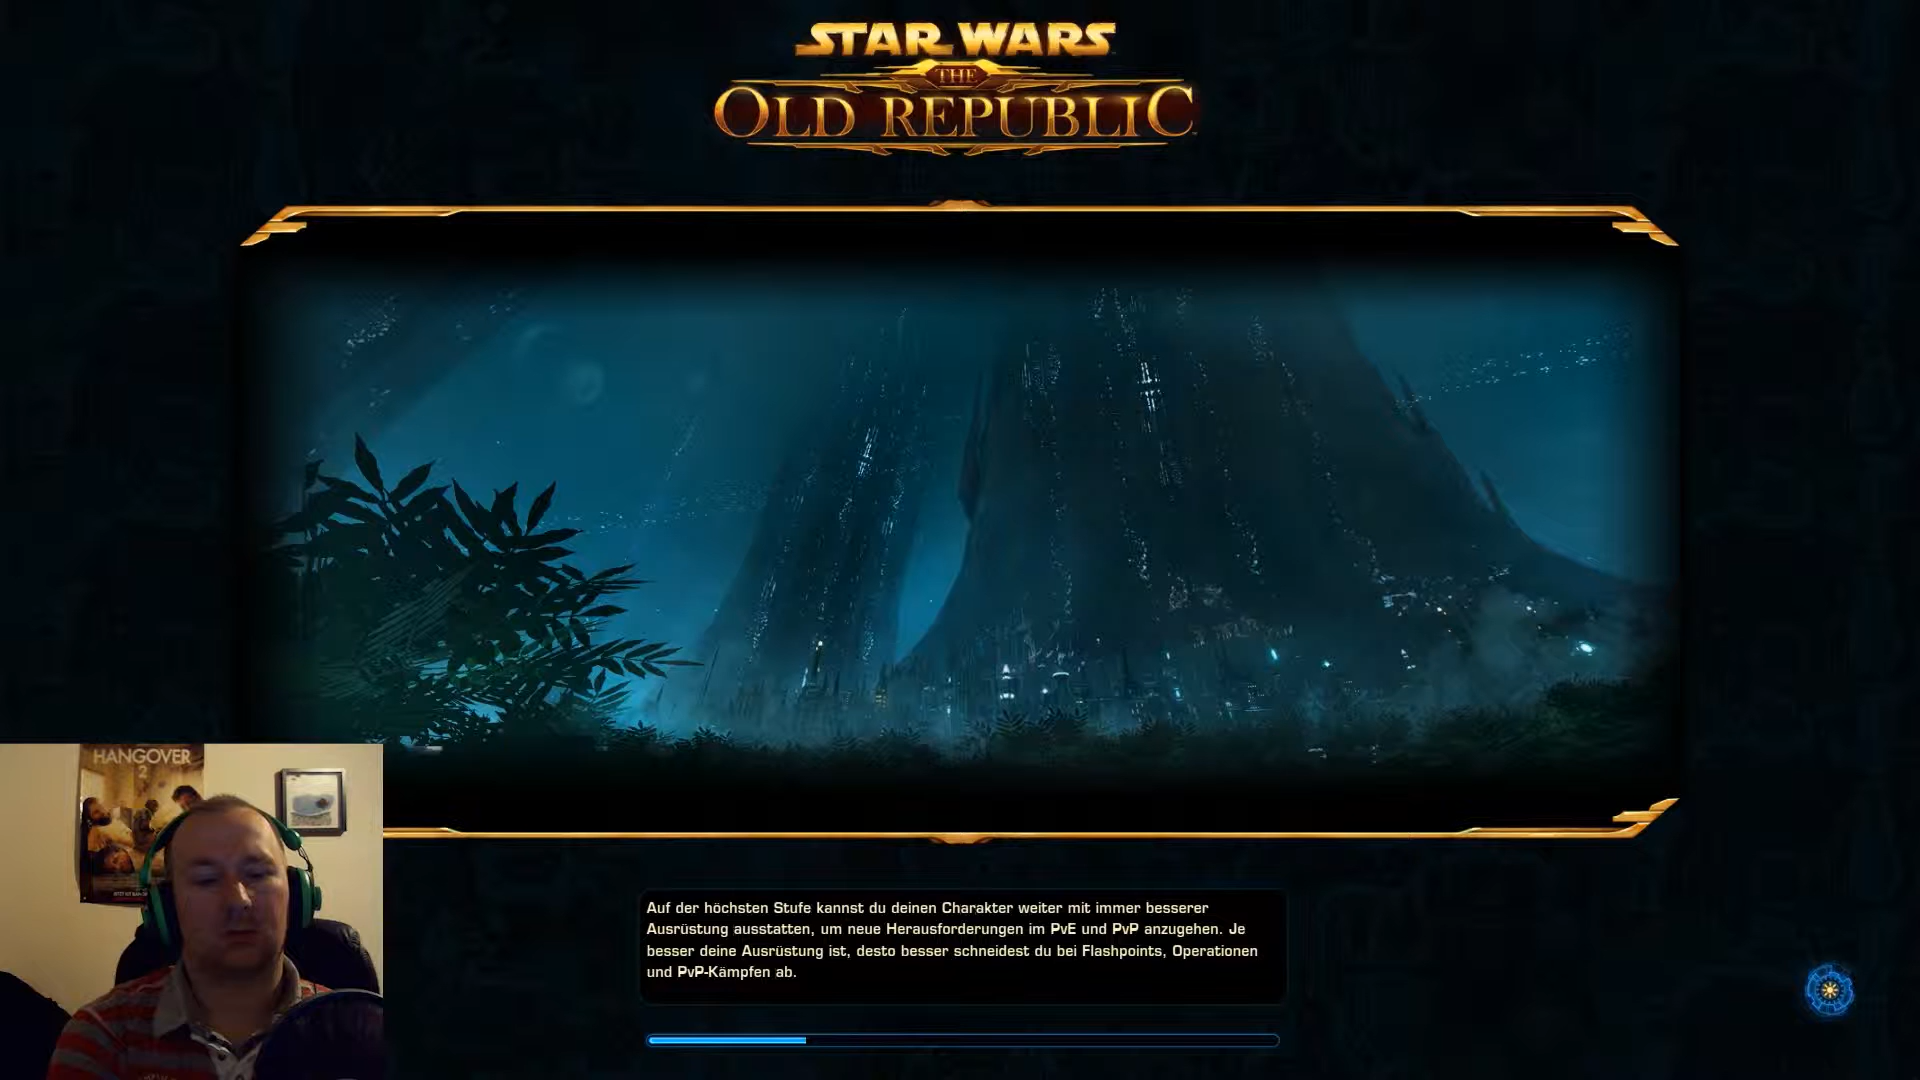 STAR WARS
THE
OLD REPUBLIC
HANGOVER
2
Auf der höchsten Stufe kannst du deinen Charakter weiter mit immer besserer
Ausrüstung ausstatten, um neue Herausforderungen im PvE und PvP anzugehen. Je
besser deine Ausrüstung ist, desto besser schneidest du bei Flashpoints, Operationen
und PvP-Kämpfen ab.